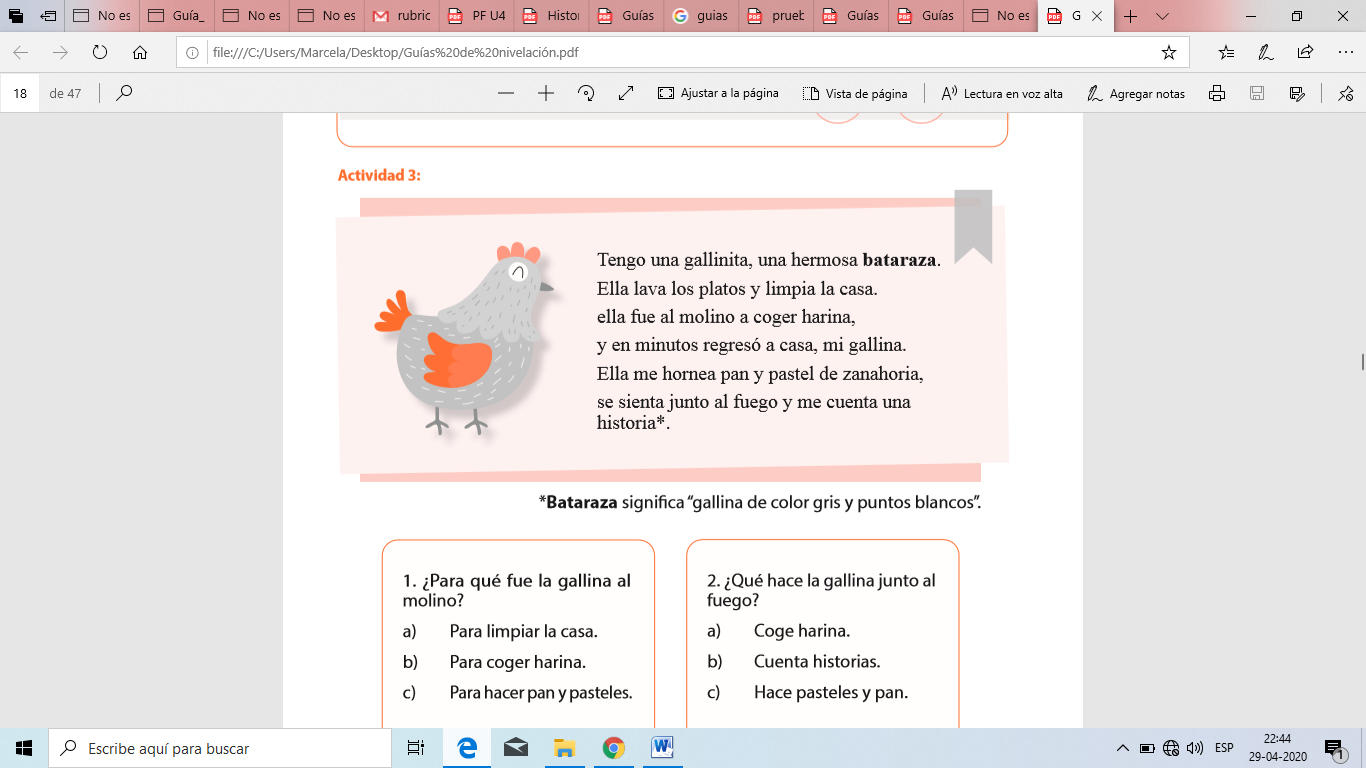 No es
Guía_
No es
No es
rubric
PF U4
Histor
Guías
guias
prueb
Guías
Guías
No es
G
file:///C:/Users/Marcela/Desktop/Guías%20de%20nivelación.pdf
18 de 47
Ajustar a la página
Vista de página
Lectura en voz alta
Agregar notas
Actividad 3:
Tengo una gallinita, una hermosa bataraza.
Ella lava los platos y limpia la casa.
ella fue al molino a coger harina,
y en minutos regresó a casa, mi gallina.
Ella me hornea pan y pastel de zanahoria,
se sienta junto al fuego y me cuenta una
historia*.
*Bataraza significa “gallina de color gris y puntos blancos”.
1. ¿Para qué fue la gallina al
molino?
a) Para limpiar la casa.
b) Para coger harina.
c) Para hacer pan y pasteles.
2. ¿Qué hace la gallina junto al
fuego?
a) Coge harina.
b) Cuenta historias.
c) Hace pasteles y pan.
Escribe aquí para buscar
ESP
22:44
29-04-2020
1